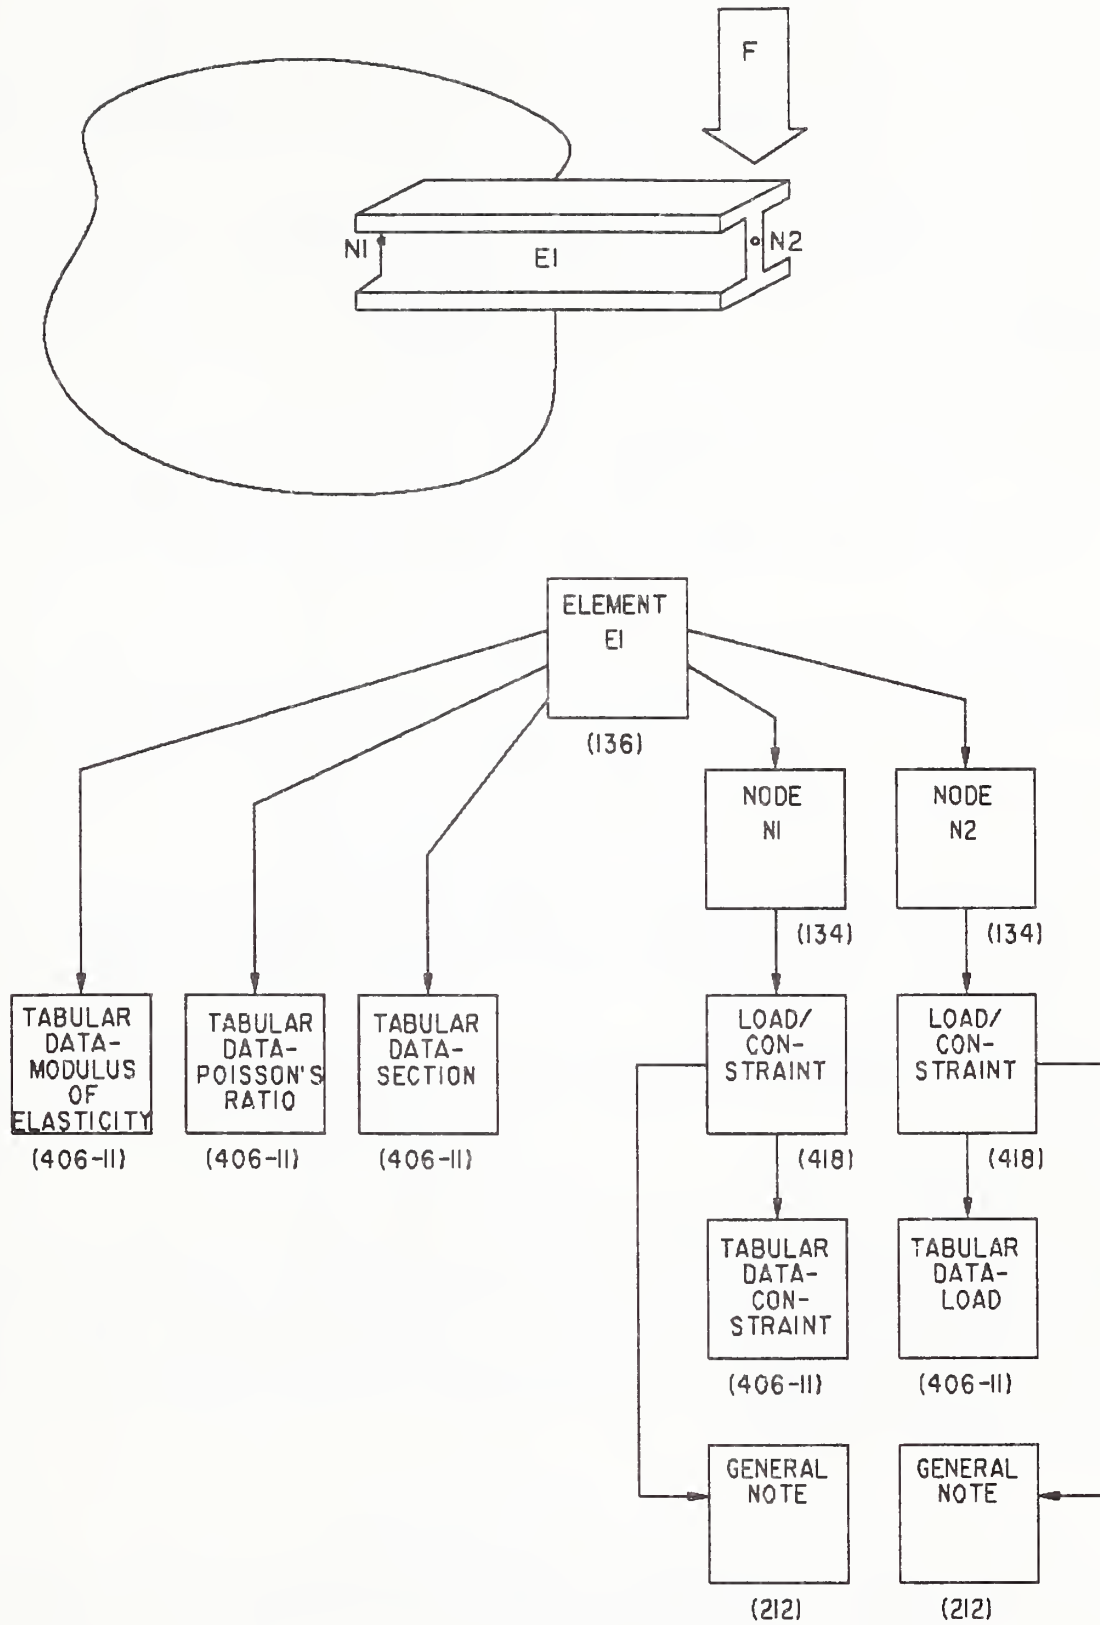 F
N1
E1
N2
ELEMENT
E1
(136)
NODE
N1
(134)
NODE
N2
(134)
TABULAR
DATA-
MODULUS
OF
ELASTICITY
(406-11)
TABULAR
DATA-
POISSON'S
RATIO
(406-11)
TABULAR
DATA-
SECTION
(406-11)
LOAD/
CON-
STRAINT
(418)
LOAD/
CON-
STRAINT
(418)
TABULAR
DATA-
CON-
STRAINT
(406-11)
TABULAR
DATA-
LOAD
(406-11)
GENERAL
NOTE
(212)
GENERAL
NOTE
(212)